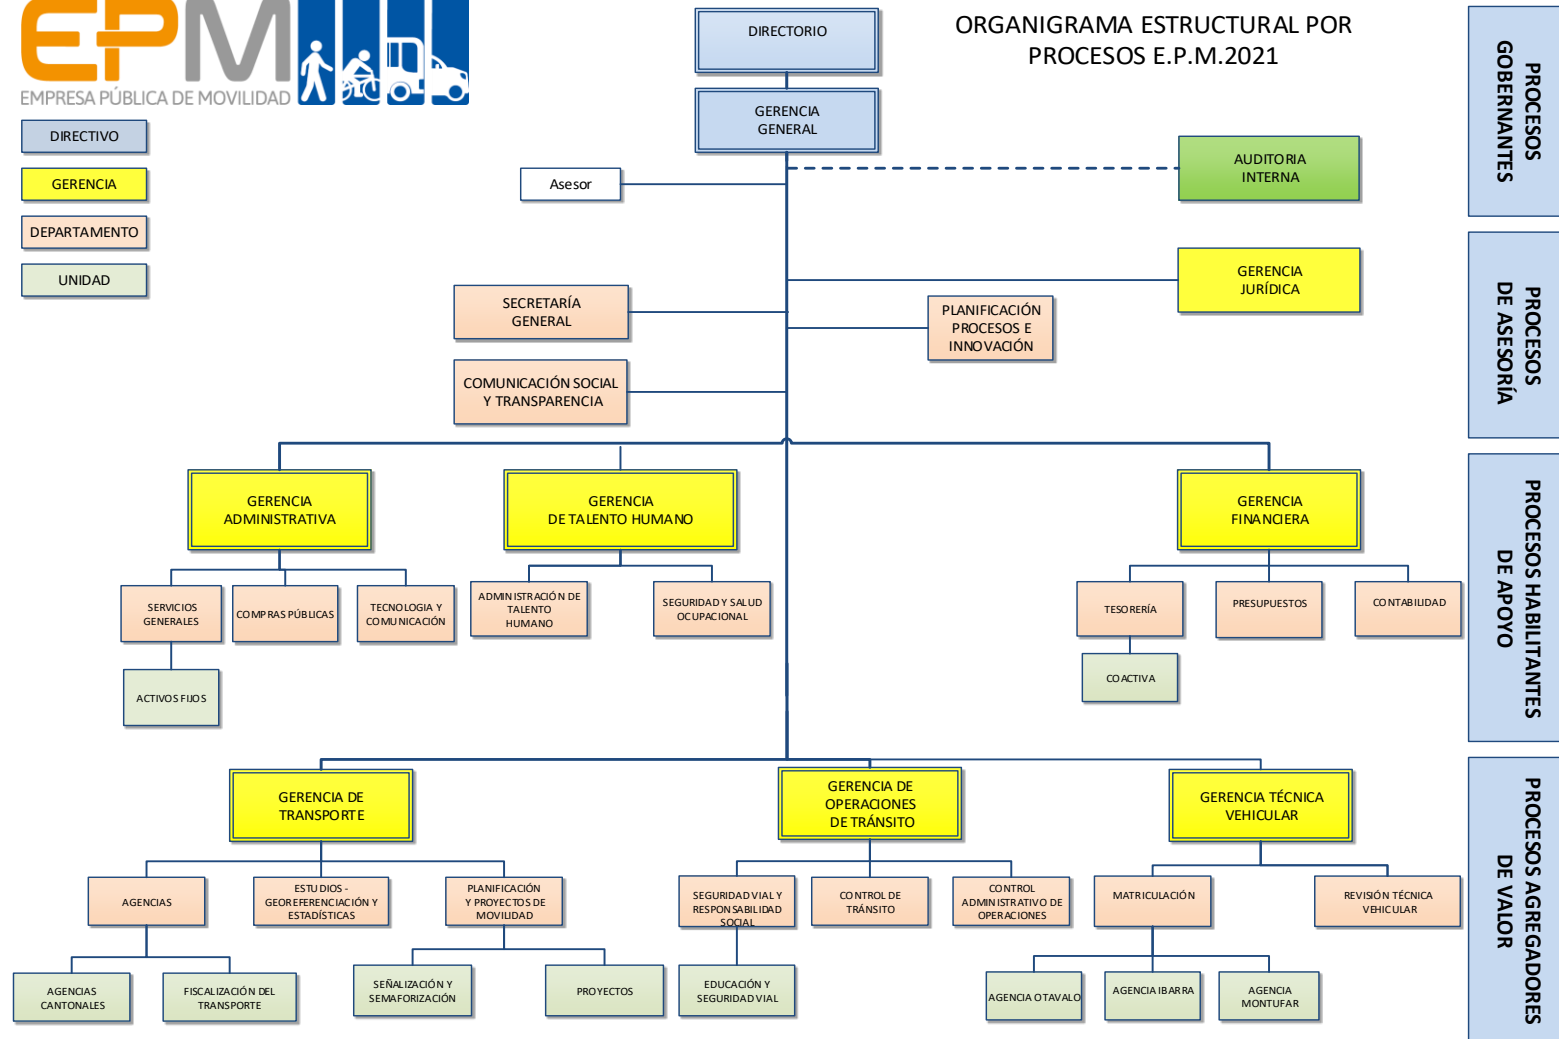 EPM
EMPRESA PÚBLICA DE MOVILIDAD
ORGANIGRAMA ESTRUCTURAL POR
PROCESOS E.P.M.2021
DIRECTIVO
GERENCIA
DEPARTAMENTO
UNIDAD
DIRECTORIO
GERENCIA
GENERAL
Asesor
AUDITORIA
INTERNA
PROCESOS
GOBERNANTES
GERENCIA
JURÍDICA
SECRETARÍA
GENERAL
PLANIFICACIÓN
PROCESOS E
INNOVACIÓN
COMUNICACIÓN SOCIAL
Y TRANSPARENCIA
PROCESOS
DE ASESORÍA
GERENCIA
ADMINISTRATIVA
GERENCIA
DE TALENTO HUMANO
GERENCIA
FINANCIERA
SERVICIOS
GENERALES
COMPRAS PÚBLICAS
TECNOLOGIA Y
COMUNICACIÓN
ADMINISTRACIÓN DE
TALENTO
HUMANO
SEGURIDAD Y SALUD
OCUPACIONAL
TESORERÍA
PRESUPUESTOS
CONTABILIDAD
ACTIVOS FIJOS
COACTIVA
PROCESOS HABILITANTES
DE APOYO
GERENCIA DE
TRANSPORTE
GERENCIA DE
OPERACIONES
DE TRÁNSITO
GERENCIA TÉCNICA
VEHICULAR
AGENCIAS
ESTUDIOS -
GEOREFERENCIACIÓN Y
ESTADÍSTICAS
PLANIFICACIÓN
Y PROYECTOS DE
MOVILIDAD
SEGURIDAD VIAL Y
RESPONSABILIDAD
SOCIAL
CONTROL DE
TRÁNSITO
CONTROL
ADMINISTRATIVO DE
OPERACIONES
MATRICULACIÓN
REVISIÓN TÉCNICA
VEHICULAR
AGENCIAS
CANTONALES
FISCALIZACIÓN DEL
TRANSPORTE
SEÑALIZACIÓN Y
SEMAFORIZACIÓN
PROYECTOS
EDUCACIÓN Y
SEGURIDAD VIAL
AGENCIA OTAVALO
AGENCIA IBARRA
AGENCIA
MONTUFAR
PROCESOS AGREGADORES
DE VALOR